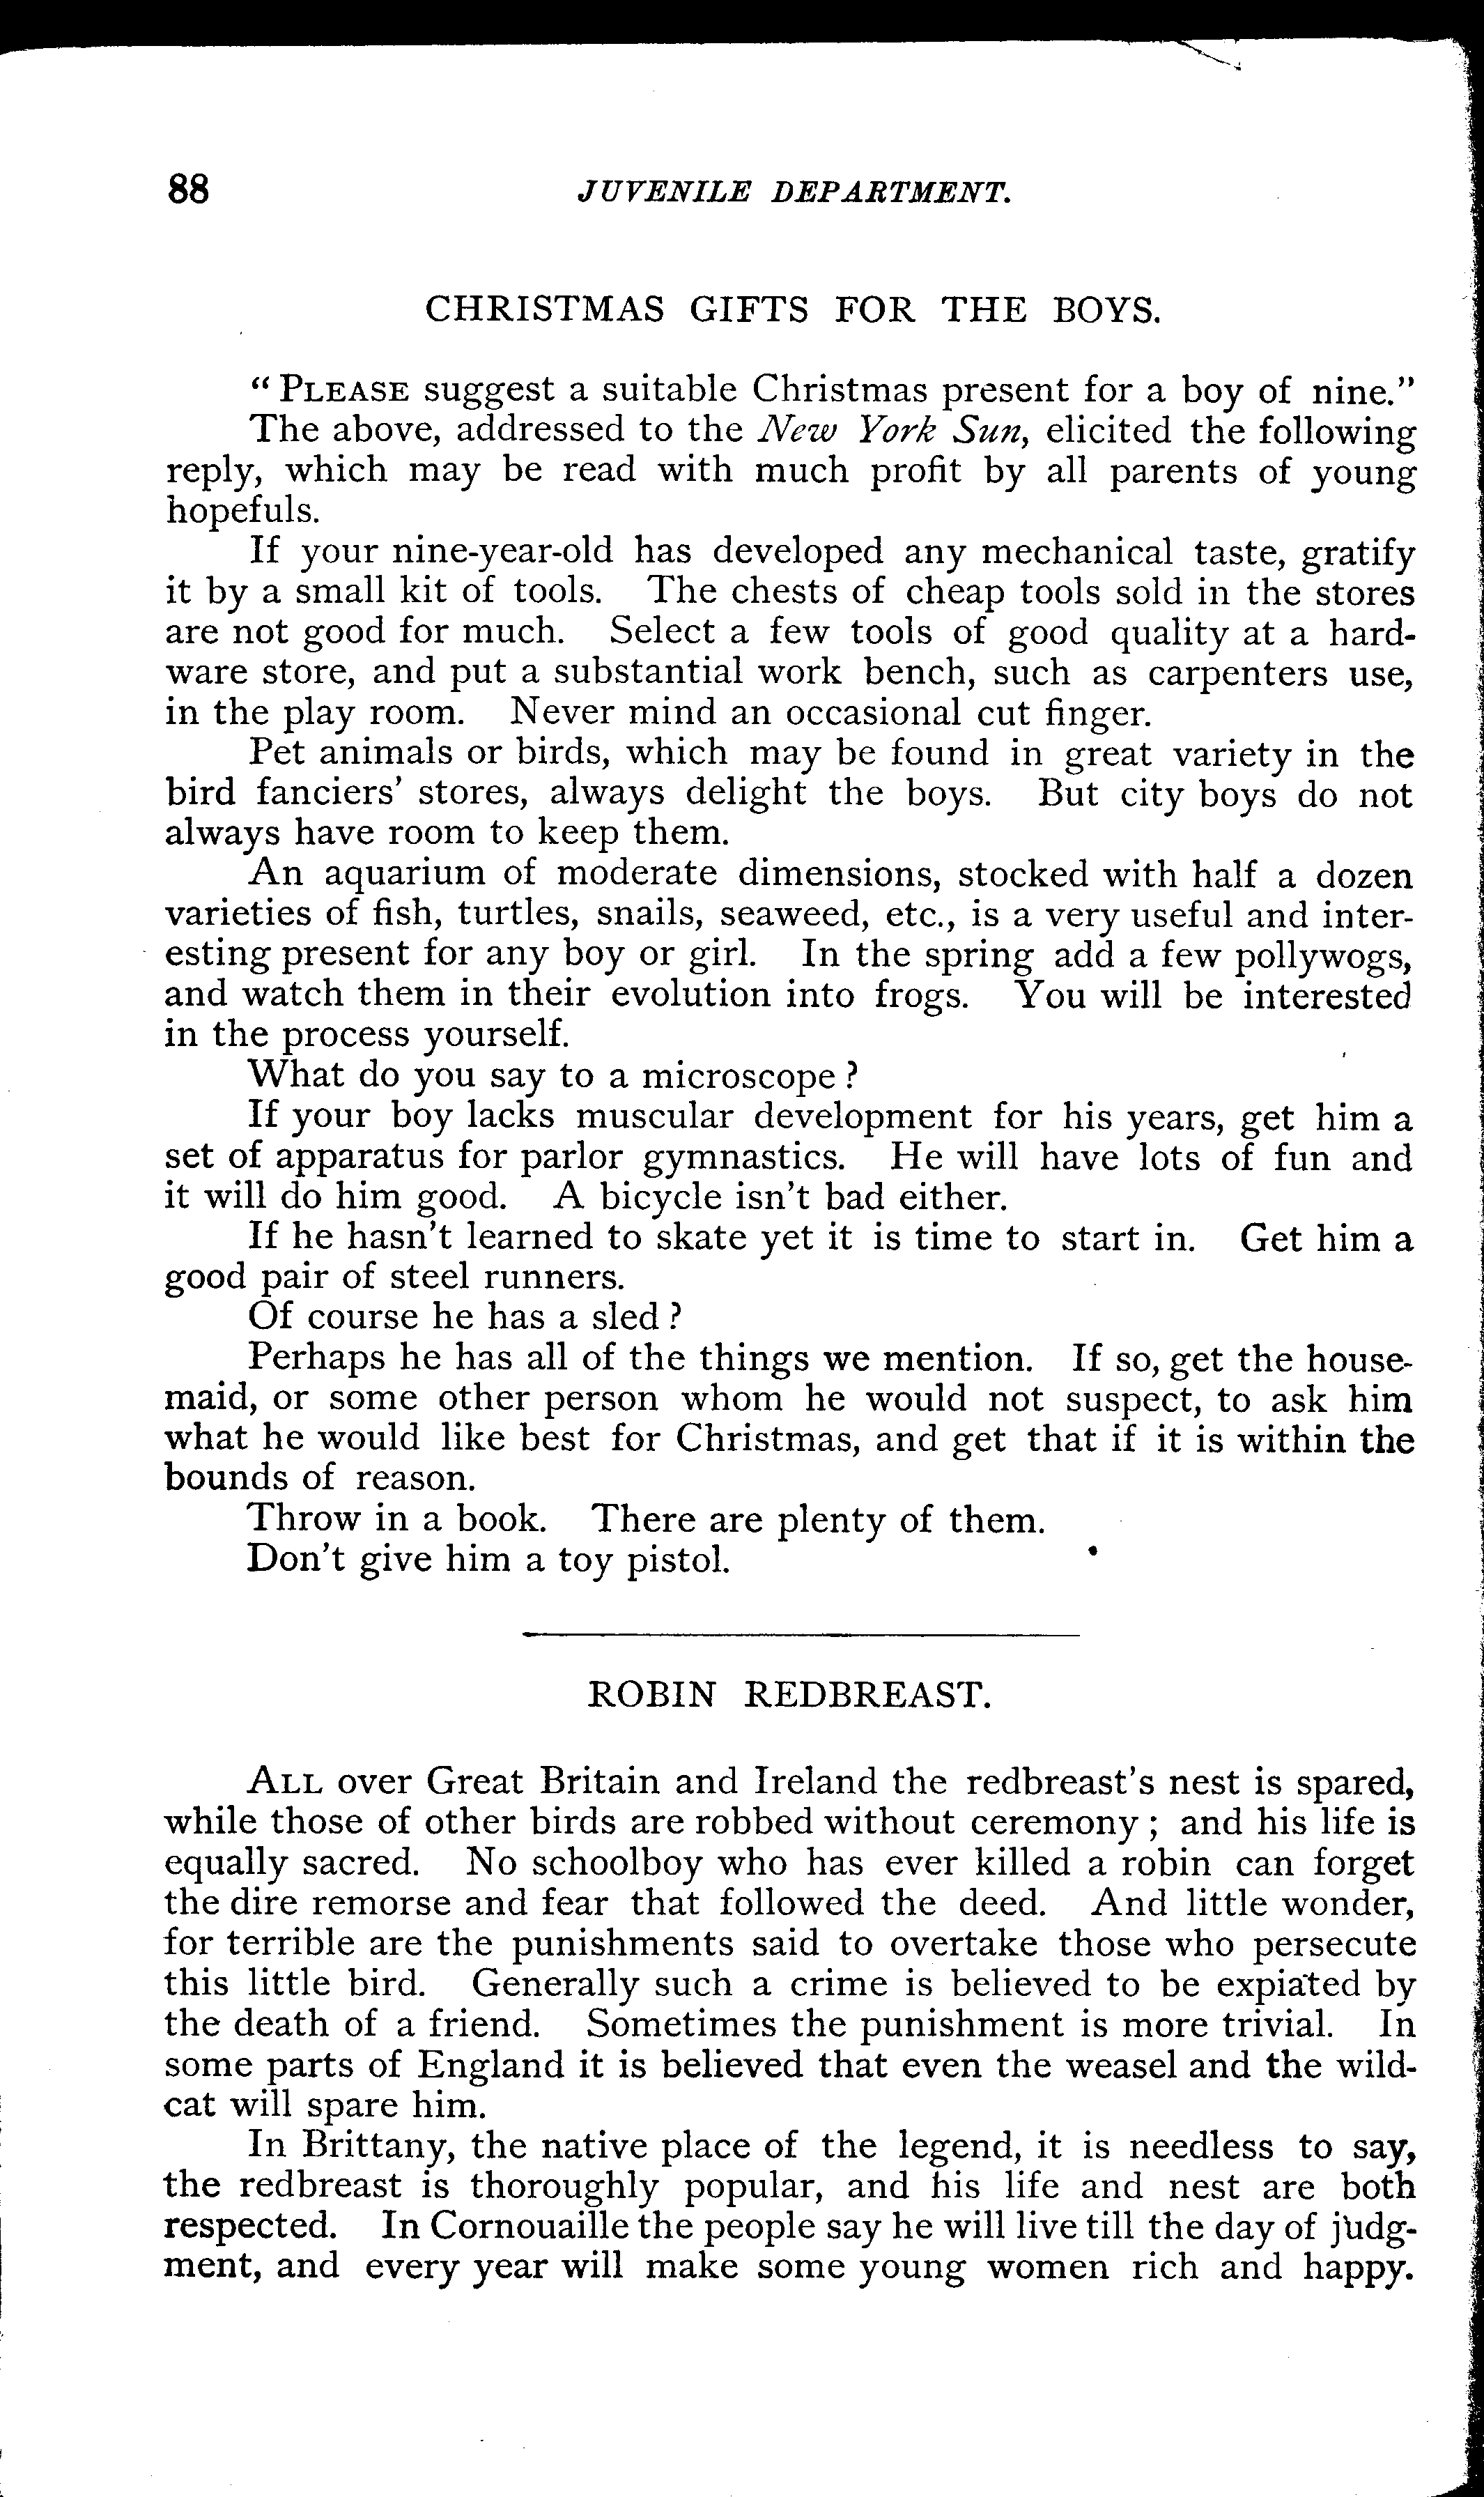 88 JUVENILE DEPARTMENT.
CHRISTMAS GIFTS FOR THE BOYS.
“ PLEASE suggest a suitable Christmas present for a boy of nine.”
The above, addressed to the New York Sun, elicited the following
reply, which may be read with much profit by all parents of young
hopefuls.
If your nine-year-old has developed any mechanical taste, gratify
it by a small kit of tools. The chests of cheap tools sold in the stores
are not good for much. Select a few tools of good quality at a hard-
ware store, and put a substantial work bench, such as carpenters use,
in the play room. Never mind an occasional cut finger.
Pet animals or birds, which may be found in great variety in the
bird fanciers’ stores, always delight the boys. But city boys do not
always have room to keep them.
An aquarium of moderate dimensions, stocked with half a dozen
varieties of fish, turtles, snails, seaweed, etc., is a very useful and inter-
esting present for any boy or girl. In the spring add a few pollywogs,
and watch them in their evolution into frogs. You will be interested
in the process yourself.
What do you say to a microscope ?
If your boy lacks muscular development for his years, get him a
set of apparatus for parlor gymnastics. He will have lots of fun and
it will do him good. A bicycle isn’t bad either.
If he hasn’t learned to skate yet it is time to start in. Get him a
good pair of steel runners.
Of course he has a sled ?
Perhaps he has all of the things we mention. If so, get the house-
maid, or some other person whom he would not suspect, to ask him
what he would like best for Christmas, and get that if it is within the
bounds of reason.
Throw in a book. There are plenty of them.
Don’t give him a toy pistol.
ROBIN REDBREAST.
ALL over Great Britain and Ireland the redbreast’s nest is spared,
while those of other birds are robbed without ceremony ; and his life is
equally sacred. No schoolboy who has ever killed a robin can forget
the dire remorse and fear that followed the deed. And little wonder,
for terrible are the punishments said to overtake those who persecute
this little bird. Generally such a crime is believed to be expiated by
the death of a friend. Sometimes the punishment is more trivial. In
some parts of England it is believed that even the weasel and the wild-
cat will spare him.
In Brittany, the native place of the legend, it is needless to say,
the redbreast is thoroughly popular, and his life and nest are both
respected. In Cornouaille the people say he will live till the day of judg-
ment, and every year will make some young women rich and happy.